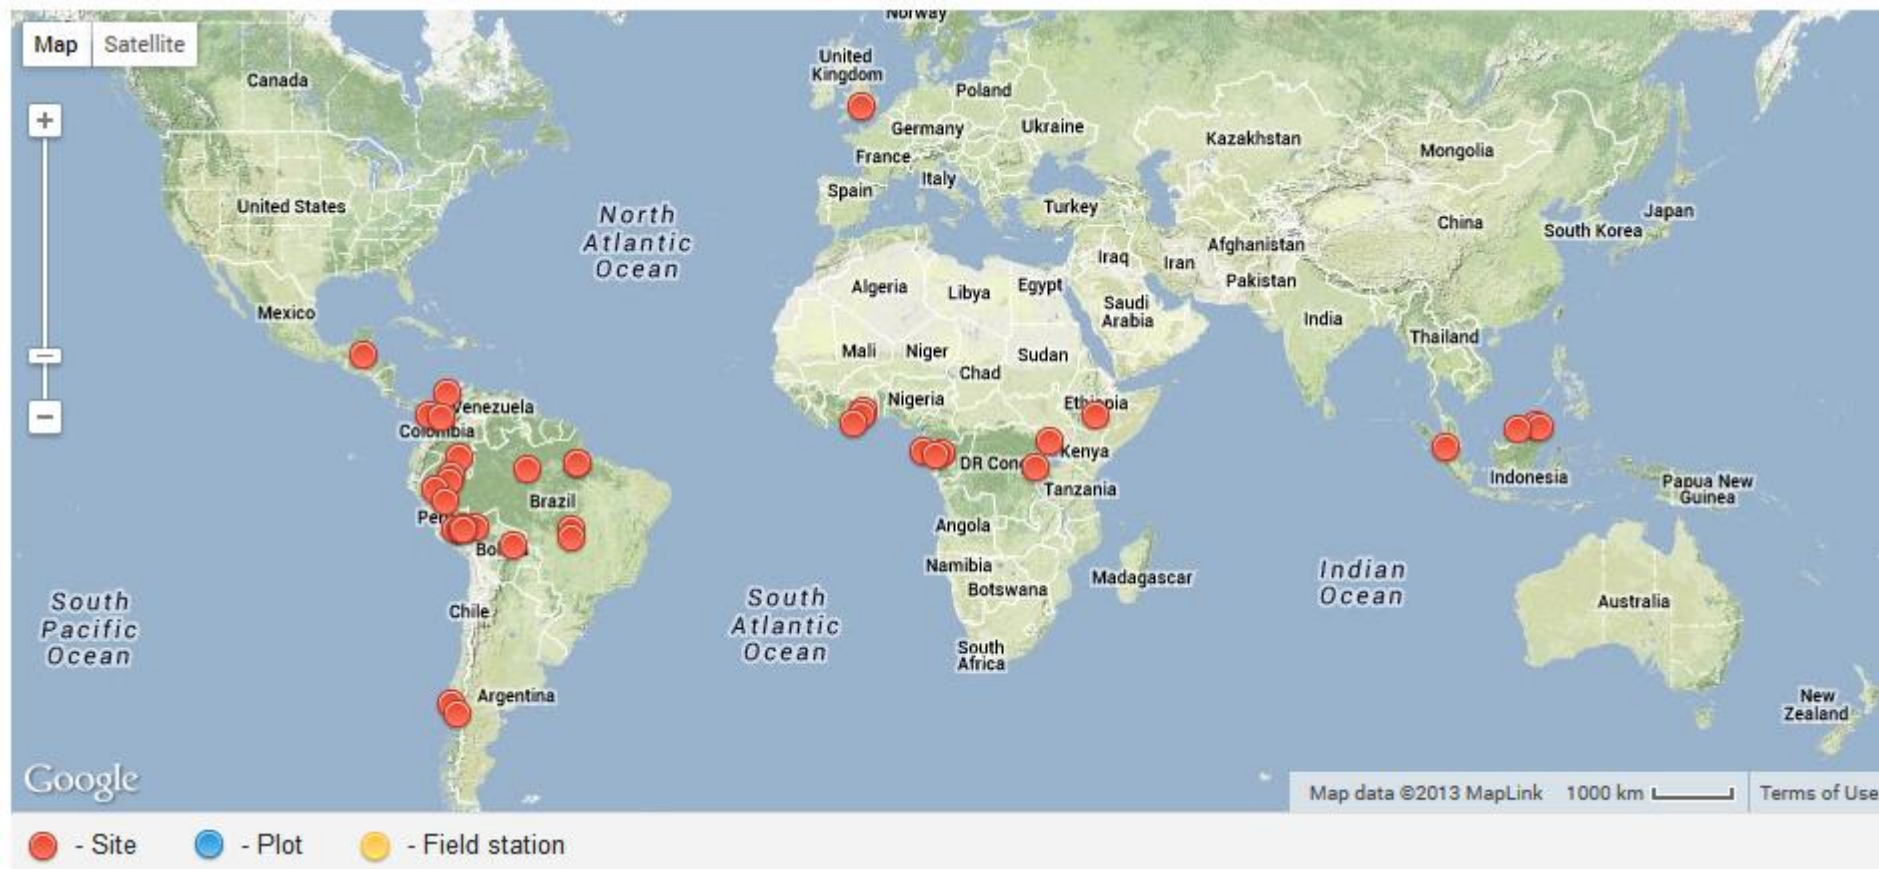 Map Satellite
+
−
Norway
United
Kingdom
Canada
Poland
Germany
Ukraine
Kazakhstan
Mongolia
France
Italy
Spain
Turkey
United States
North
Atlantic
Ocean
Afghanistan
China
Japan
South Korea
Iraq
Iran
Pakistan
Algeria
Libya
Egypt
Saudi
Arabia
India
Mexico
Thailand
Mali
Niger
Sudan
Chad
Nigeria
Ethiopia
Venezuela
Colombia
DR Con
Kenya
Tanzania
Indonesia
Papua New
Guinea
Brazil
Per
Bo
Angola
Namibia
Botswana
Madagascar
South
Pacific
Ocean
Chile
South
Atlantic
Ocean
Indian
Ocean
Australia
South
Africa
Argentina
New
Zealand
Google
Map data ©2013 MapLink 1000 km Terms of Use
- Site - Plot - Field station